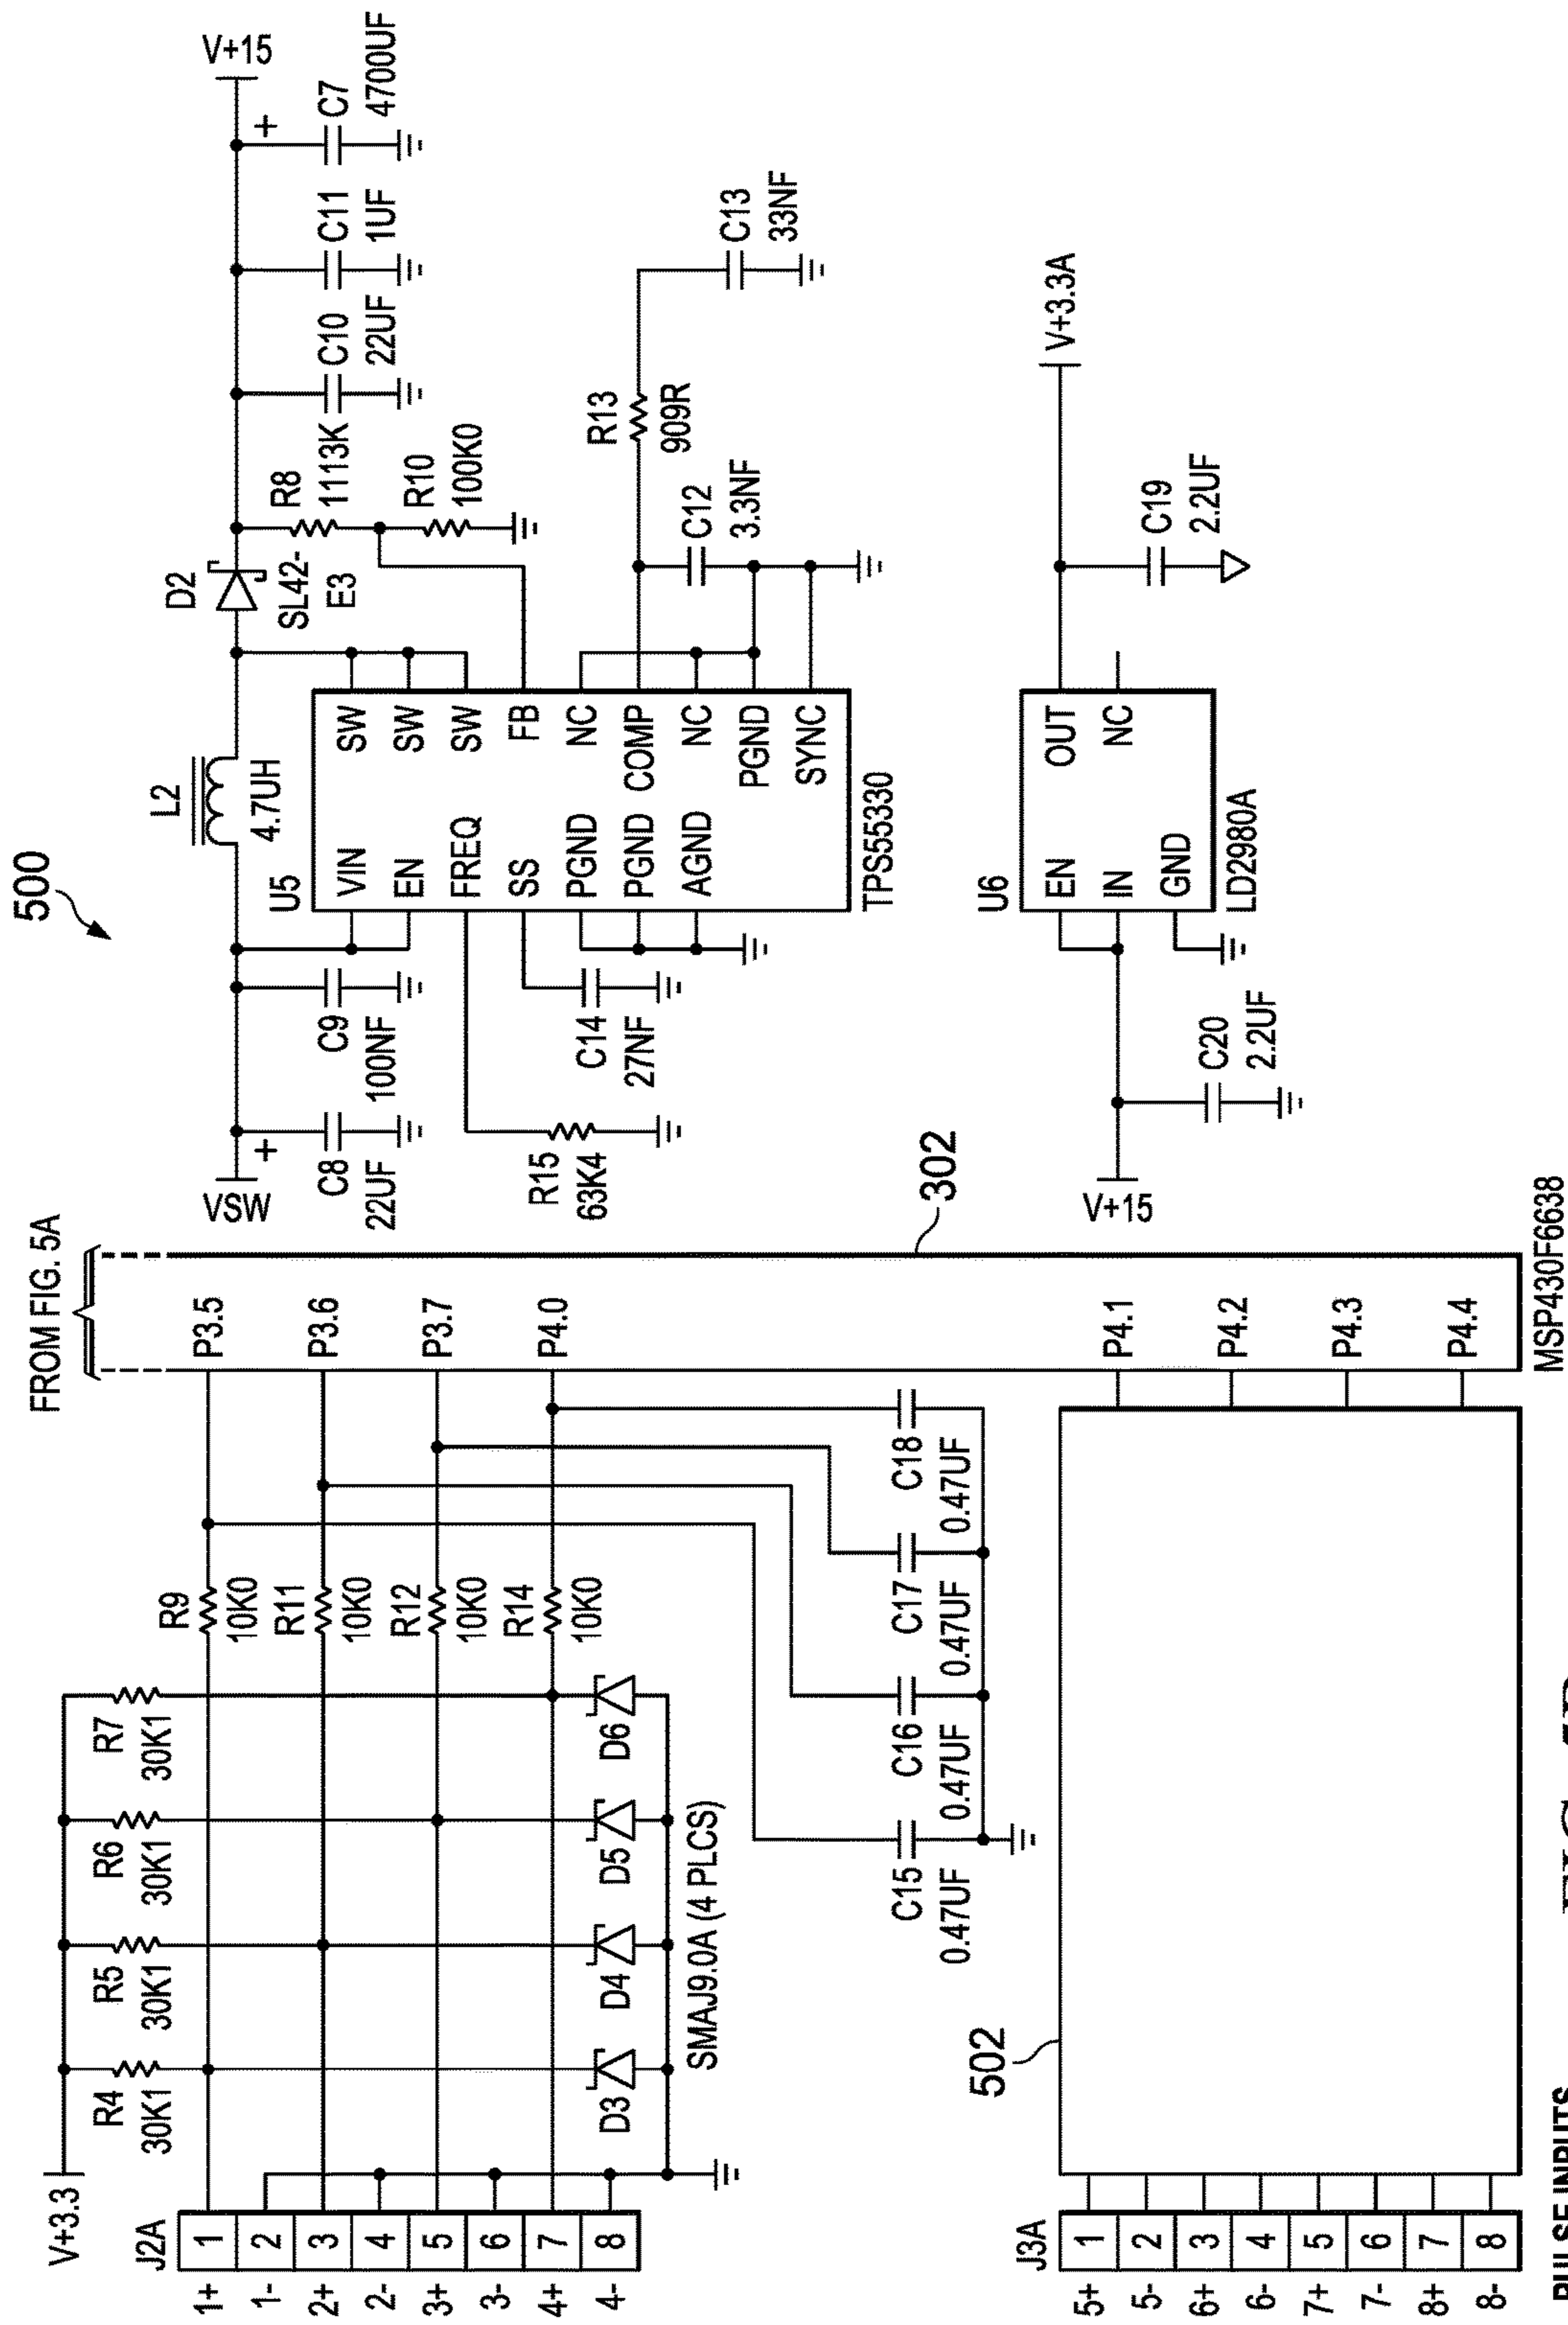 500
FROM FIG. 5A
V+3.3
R4
30K1
R5
30K1
R6
30K1
R7
30K1
J2A
1+
1
1-
2
2+
3
2-
4
3+
5
3-
6
4+
7
4-
8
R9
10K0
R11
10K0
R12
10K0
R14
10K0
D3
D4
D5
D6
SMAJ9.0A (4 PLCS)
C15
0.47UF
C16
0.47UF
C17
0.47UF
C18
0.47UF
P3.5
P3.6
P3.7
P4.0
P4.1
P4.2
P4.3
P4.4
302
MSP430F6638
502
J3A
5+
1
5-
2
6+
3
6-
4
7+
5
7-
6
8+
7
8-
8
PULSE INPUTS
VSW
+
C8
22UF
C9
100NF
L2
4.7UH
D2
SL42-
E3
R8
1113K
R10
100K0
C10
22UF
C11
1UF
+
C7
4700UF
V+15
U5
VIN
EN
FREQ
SS
PGND
PGND
AGND
SW
SW
SW
FB
NC
COMP
NC
PGND
SYNC
TPS55330
R15
63K4
C14
27NF
R13
909R
C12
3.3NF
C13
33NF
V+15
C20
2.2UF
U6
EN
IN
GND
OUT
NC
LD2980A
V+3.3A
C19
2.2UF